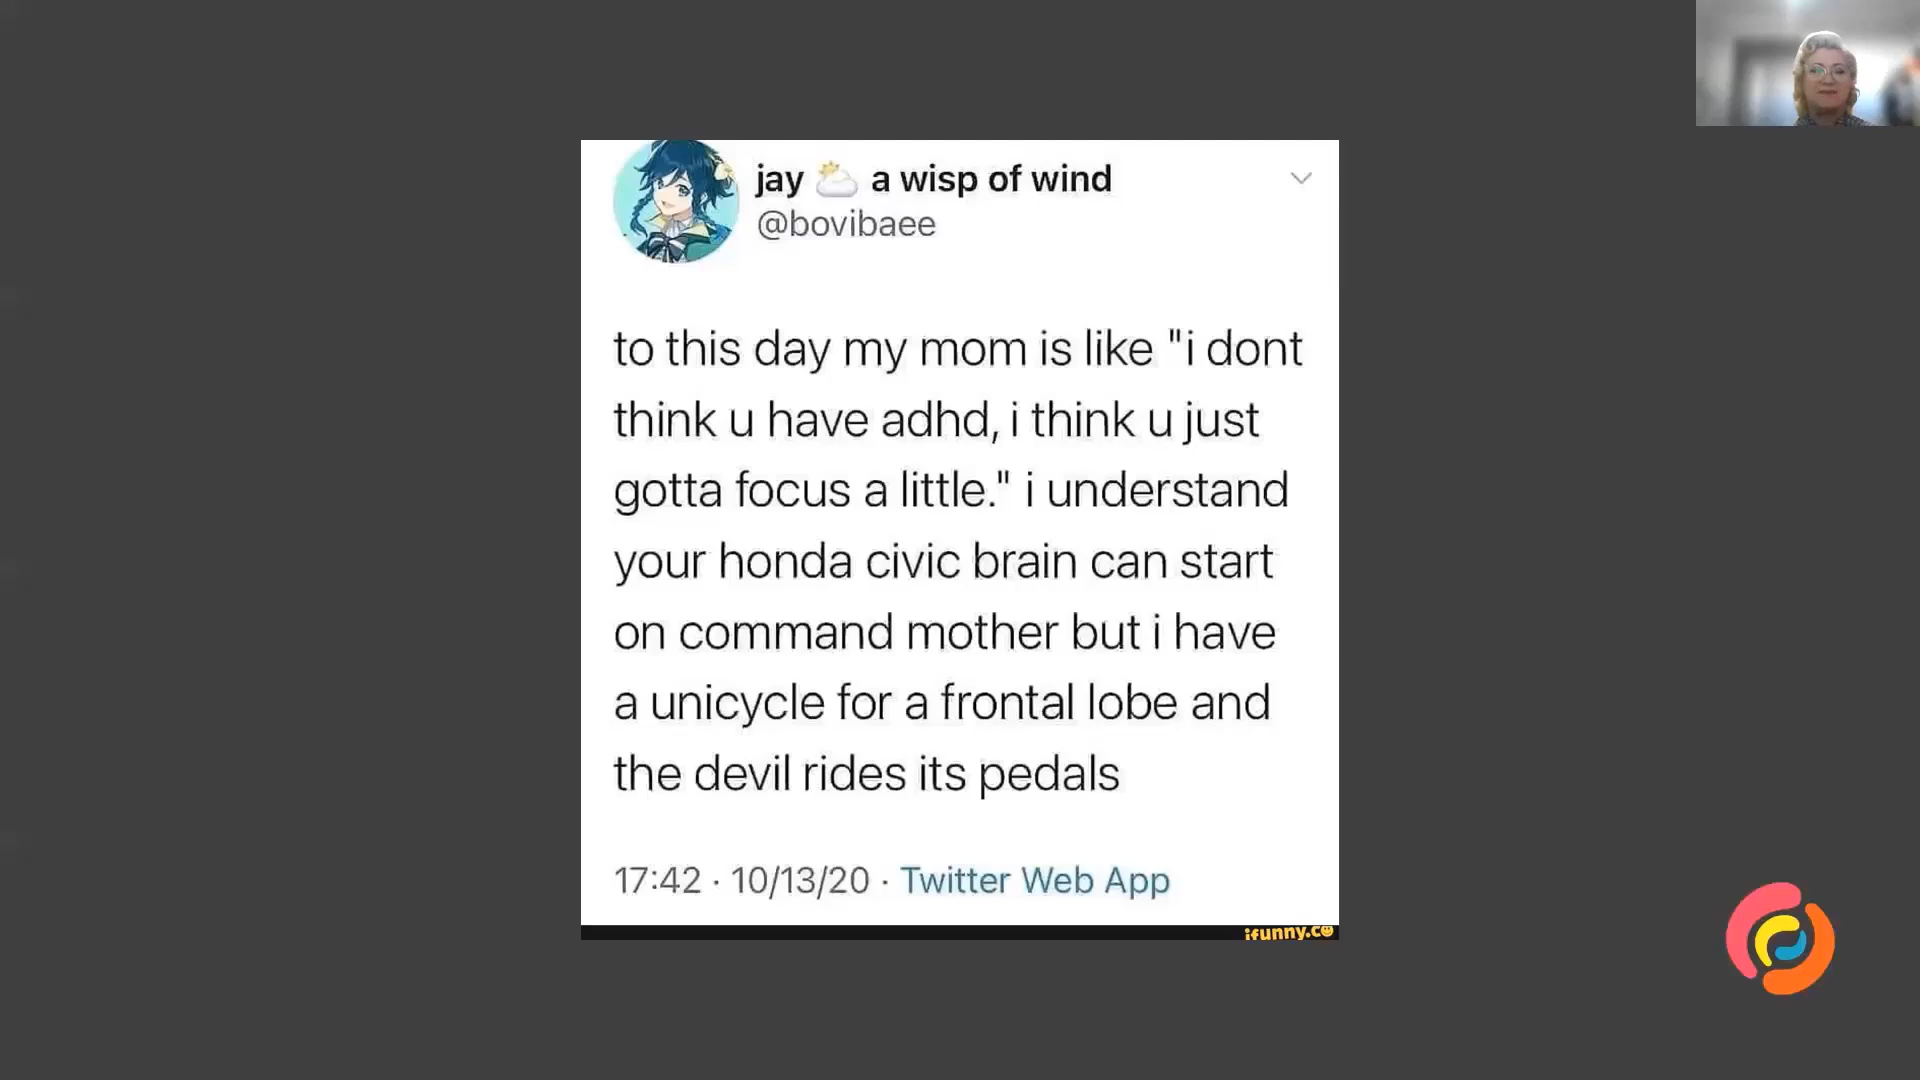 jay 🌥️ a wisp of wind
@bovibaee
to this day my mom is like "i dont
think u have adhd, i think u just
gotta focus a little." i understand
your honda civic brain can start
on command mother but i have
a unicycle for a frontal lobe and
the devil rides its pedals
17:42 · 10/13/20 · Twitter Web App
ifunny.co